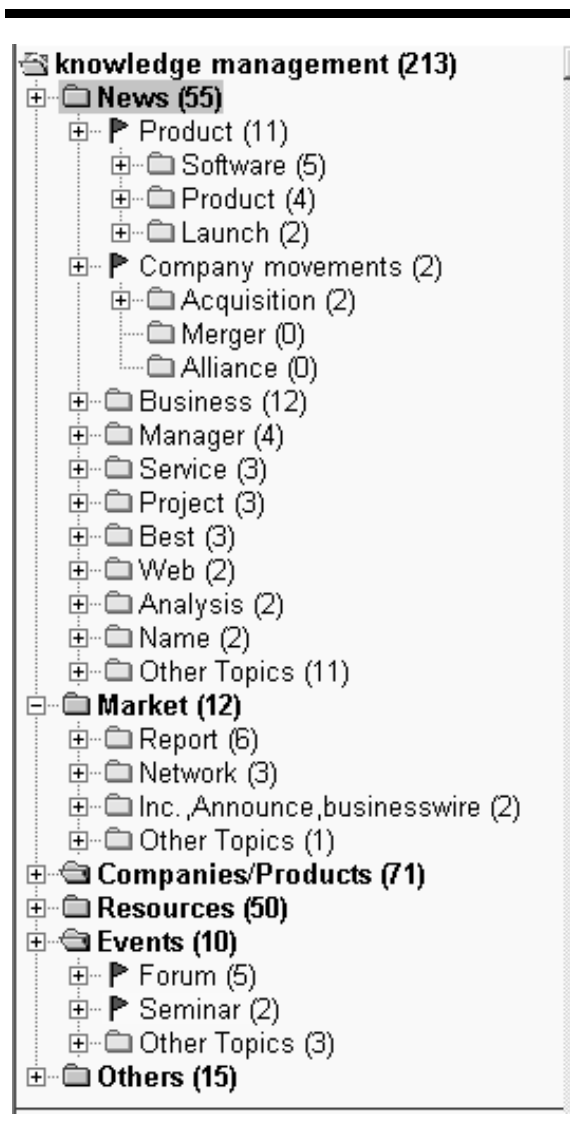 knowledge management (213)
News (55)
Product (11)
Software (5)
Product (4)
Launch (2)
Company movements (2)
Acquisition (2)
Merger (0)
Alliance (0)
Business (12)
Manager (4)
Service (3)
Project (3)
Best (3)
Web (2)
Analysis (2)
Name (2)
Other Topics (11)
Market (12)
Report (6)
Network (3)
Inc.,Announce,businesswire (2)
Other Topics (1)
Companies/Products (71)
Resources (50)
Events (10)
Forum (5)
Seminar (2)
Other Topics (3)
Others (15)